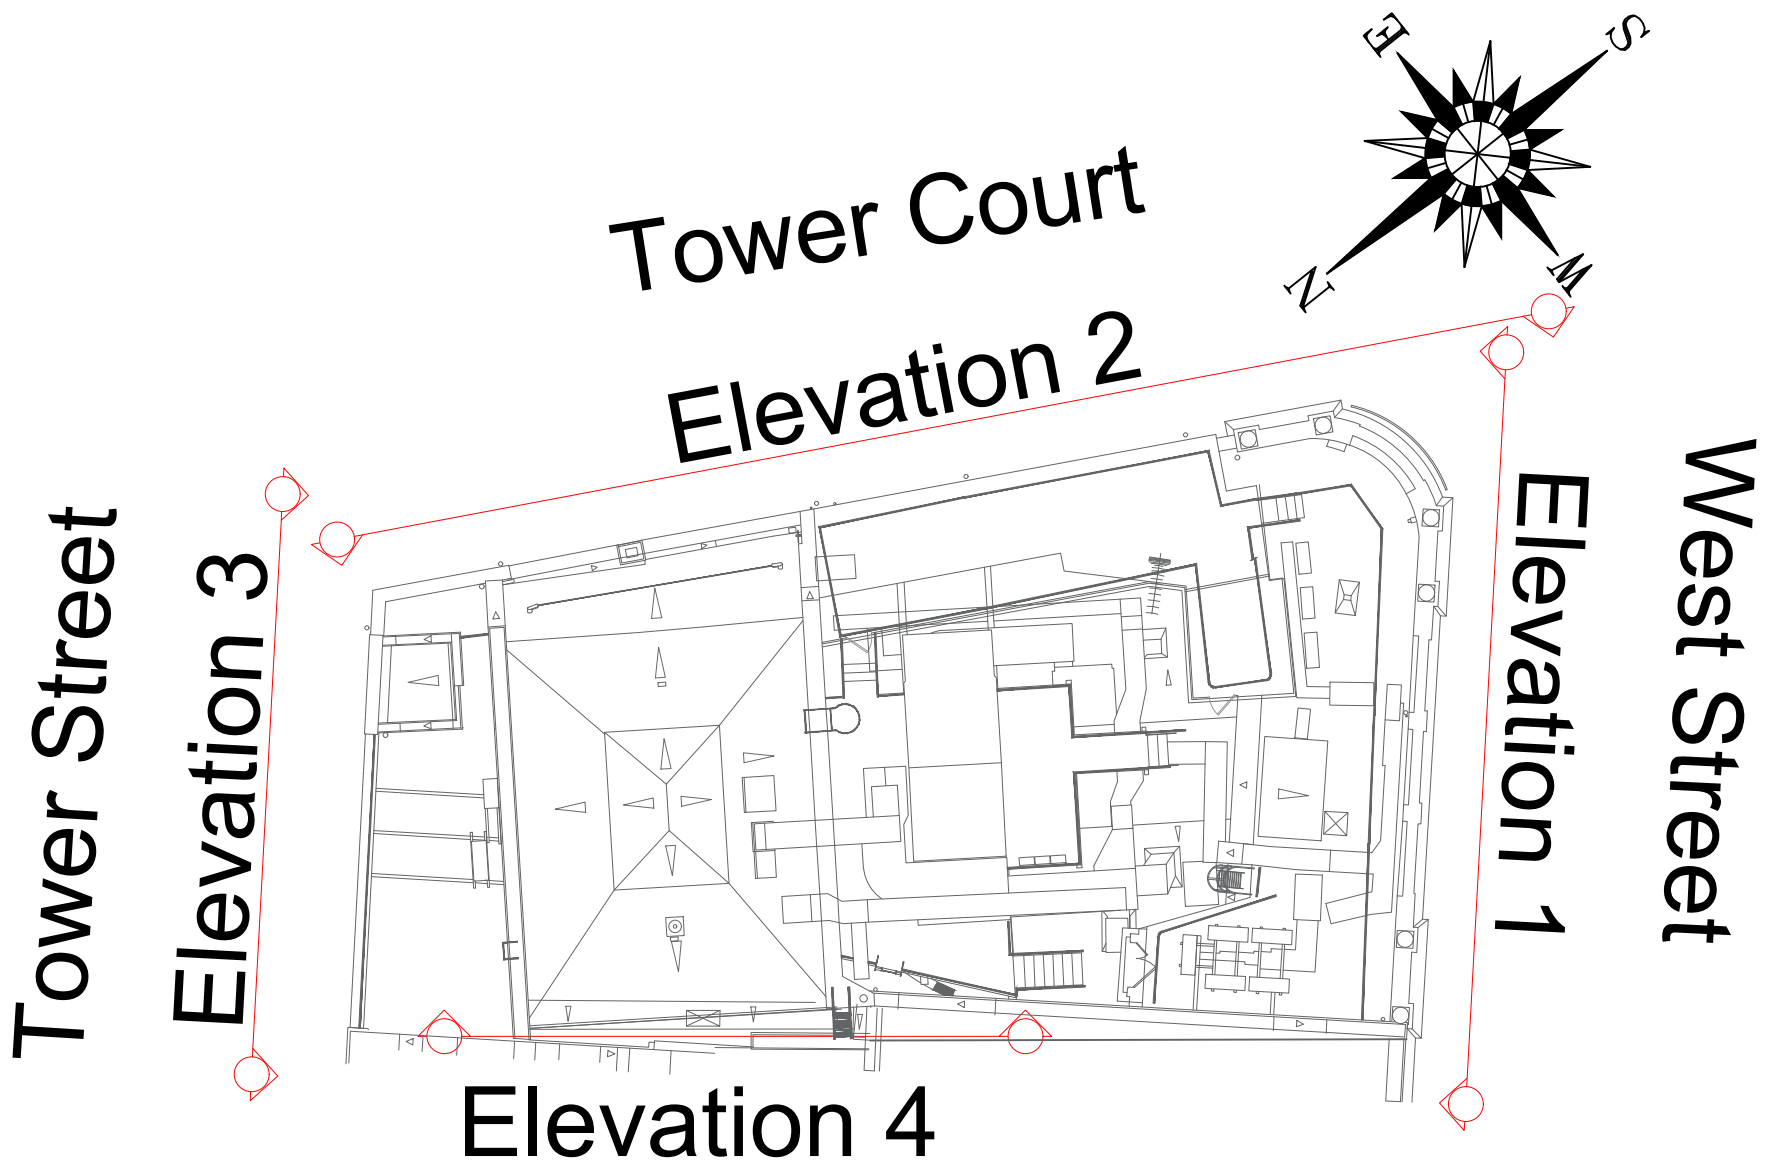 E
S
N
W
Tower Court
Elevation 2
Tower Street
Elevation 3
Elevation 1
West Street
Elevation 4